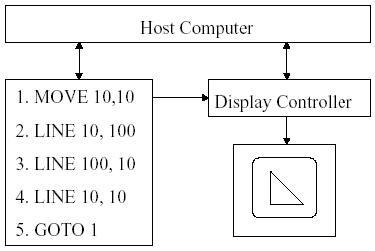 Host Computer
1. MOVE 10,10
2. LINE 10, 100
3. LINE 100, 10
4. LINE 10, 10
5. GOTO 1
Display Controller